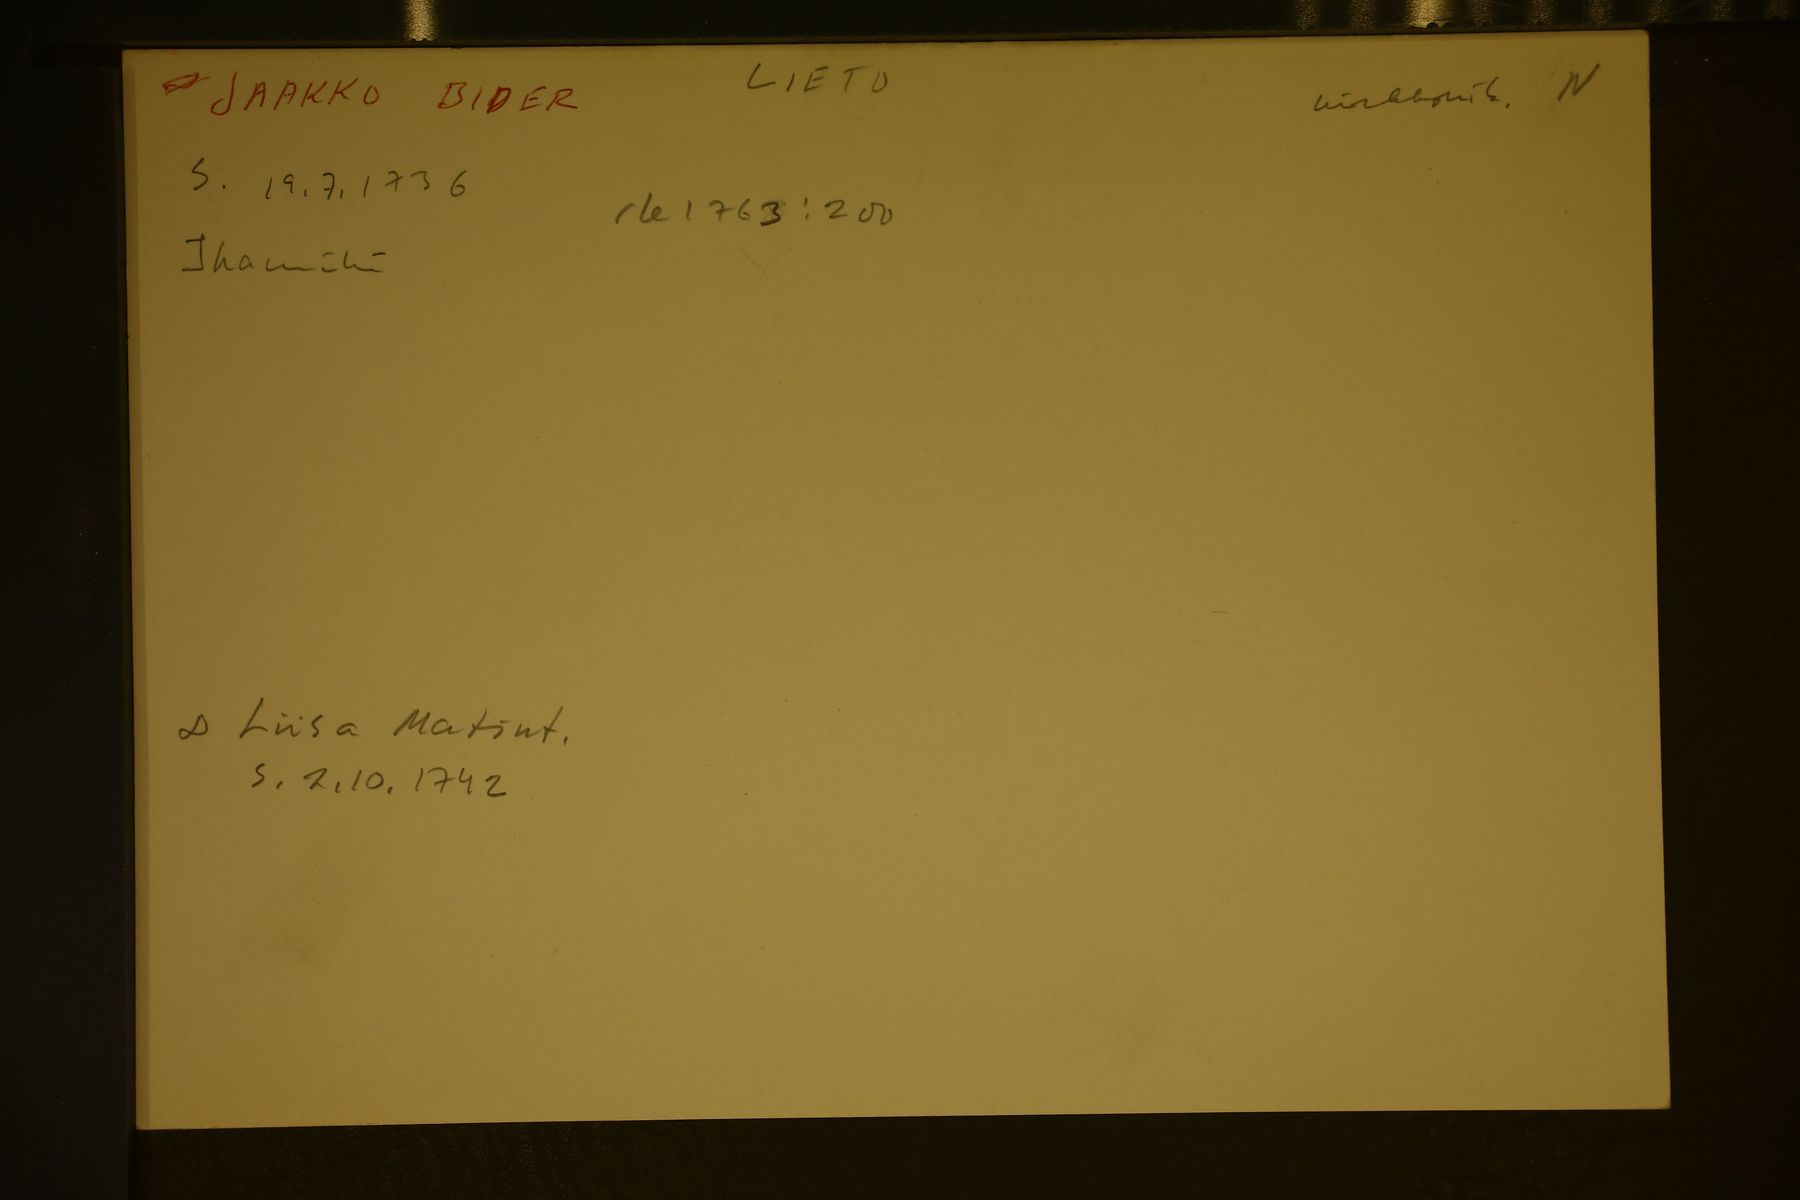 JAAKKO BIDER LIETO N
S. 19.7.1736
rk 1763:200
Ihamäki
∞ Liisa Matint.
s. 2.10.1742